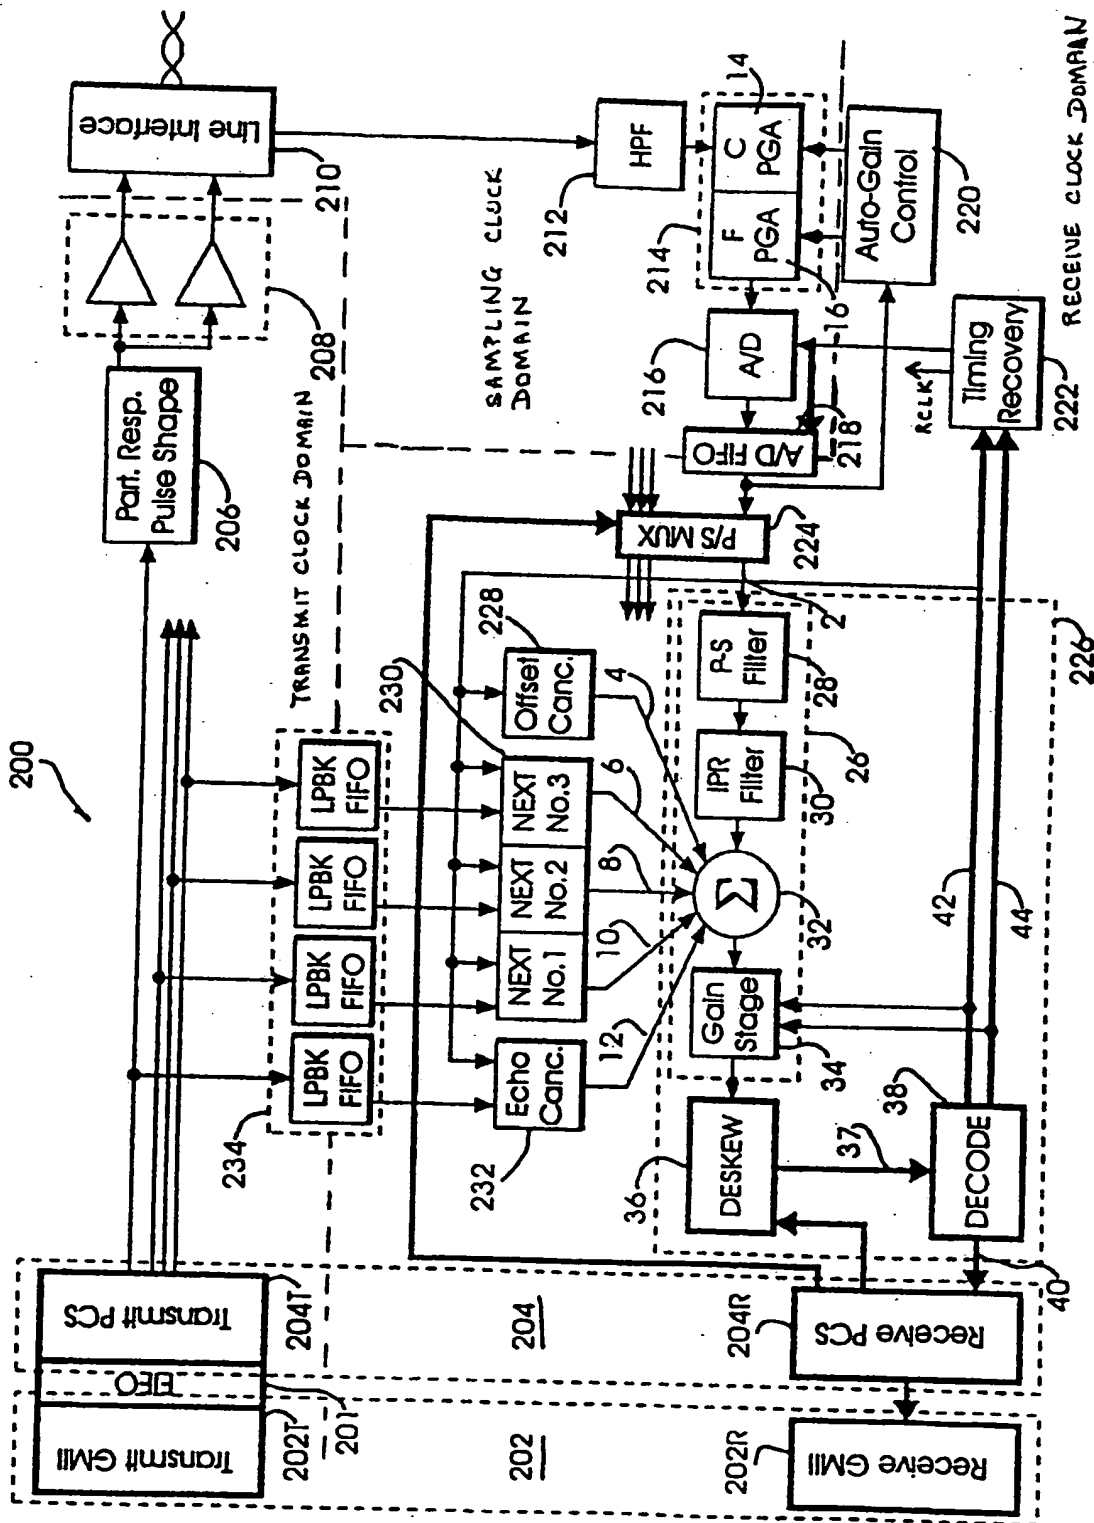 200
Transmit GMII
202T
FIFO
201
Transmit PCS
204T
202
204
Receive GMII
202R
Receive PCS
204R
Part. Resp.
Pulse Shape
206
208
Line Interface
210
TRANSMIT CLOCK DOMAIN
SAMPLING CLOCK
DOMAIN
RECEIVE CLOCK DOMAIN
234
LPBK
FIFO
LPBK
FIFO
LPBK
FIFO
LPBK
FIFO
Echo
Canc.
232
NEXT
No.1
NEXT
No.2
NEXT
No.3
230
Offset
Canc.
228
12
10
8
6
4
2
HPF
212
214
F
PGA
C
PGA
14
16
A/D
216
A/D FIFO
218
18
Auto-Gain
Control
220
RCLK
Timing
Recovery
222
P/S MUX
224
P-S
Filter
28
IPR
Filter
30
26
Σ
32
Gain
Stage
34
DESKEW
36
37
DECODE
38
40
42
44
226